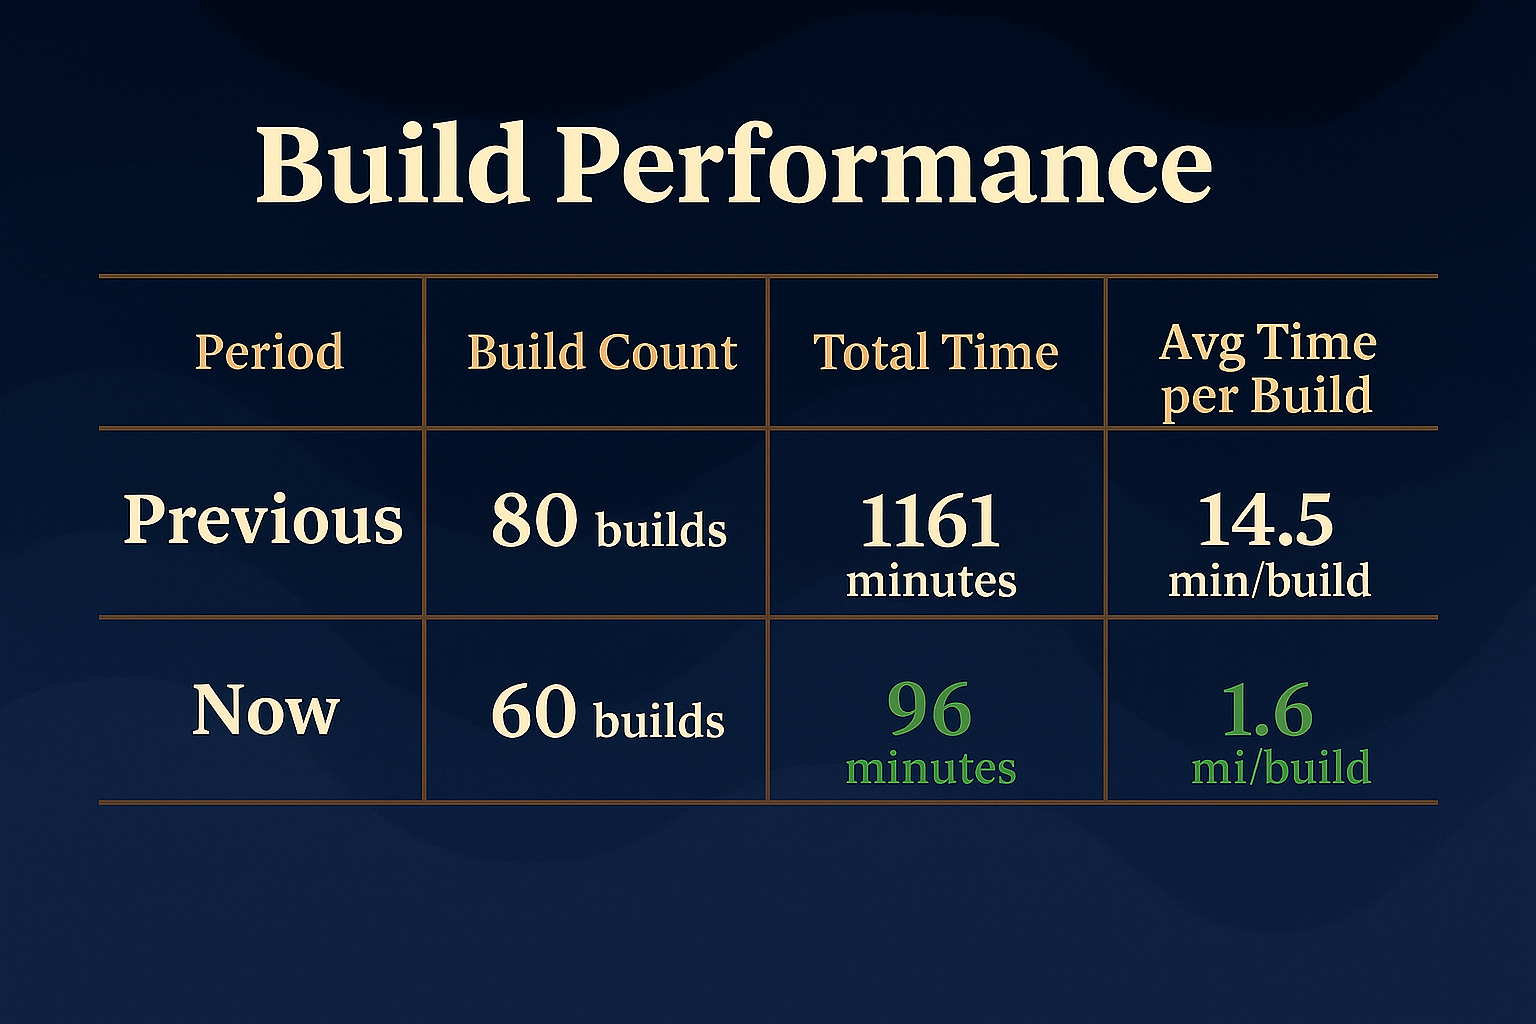 Build Performance
Period
Build Count
Total Time
Avg Time
per Build
Previous
80 builds
1161
minutes
14.5
min/build
Now
60 builds
96
minutes
1.6
mi/build